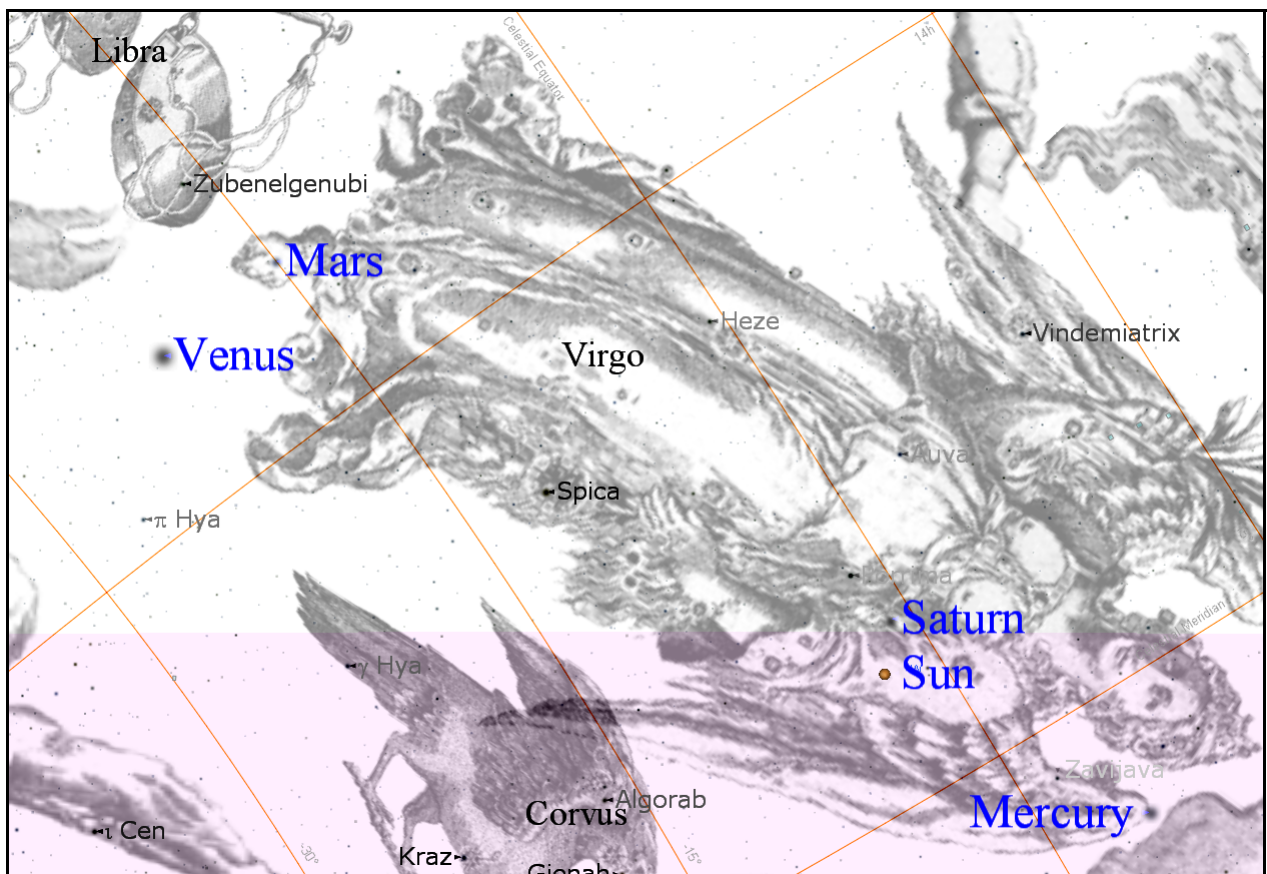 Libra
Celestial Equator
14h
Zubenelgenubi
Mars
Heze
Vindemiatrix
Venus
Virgo
Auva
Spica
π Hya
Saturn
Meridian
γ Hya
Sun
Zavijava
Algorab
Mercury
Corvus
ι Cen
Kraz
-30°
-15°
Gienah